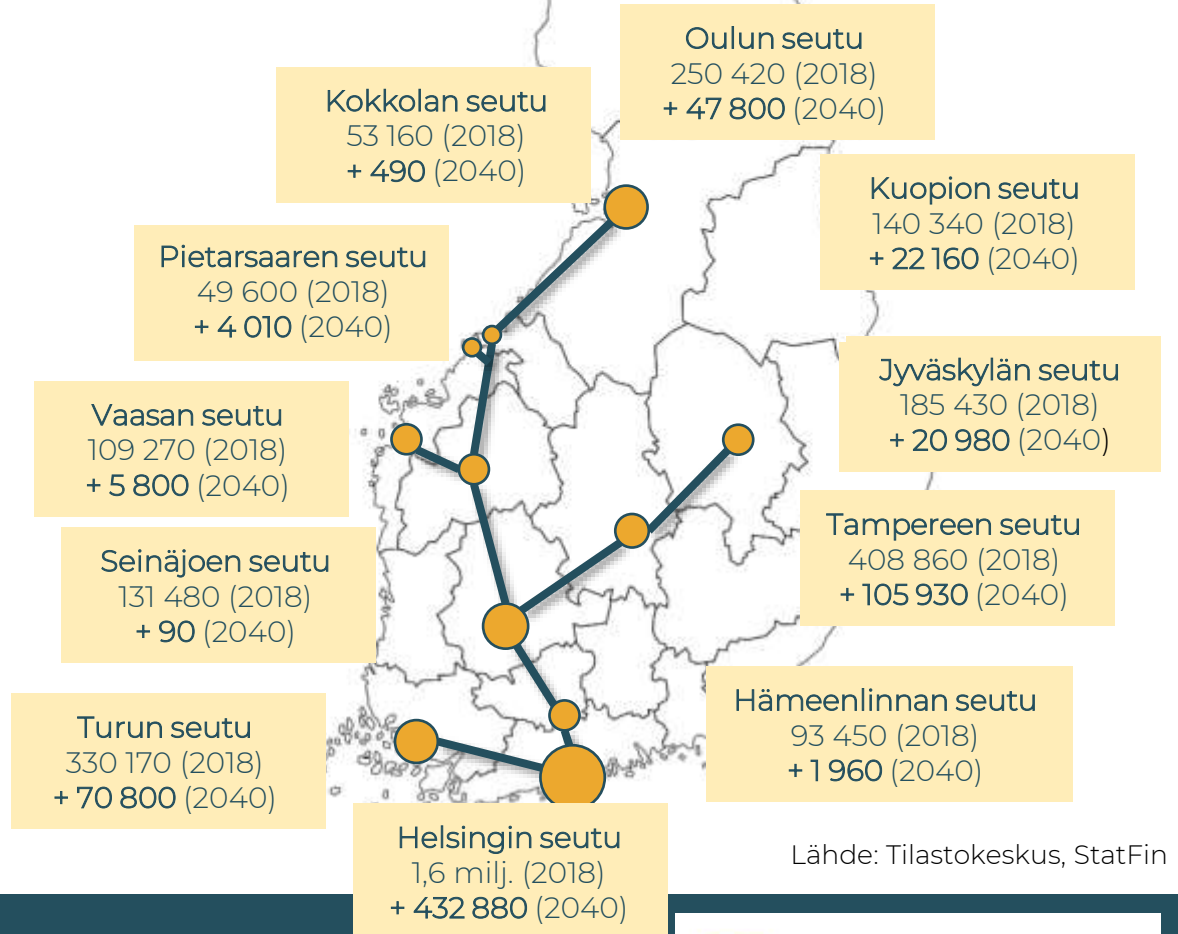 Oulun seutu
250 420 (2018)
+ 47 800 (2040)
Kokkolan seutu
53 160 (2018)
+ 490 (2040)
Kuopion seutu
140 340 (2018)
+ 22 160 (2040)
Pietarsaaren seutu
49 600 (2018)
+ 4 010 (2040)
Jyväskylän seutu
185 430 (2018)
+ 20 980 (2040)
Vaasan seutu
109 270 (2018)
+ 5 800 (2040)
Tampereen seutu
408 860 (2018)
+ 105 930 (2040)
Seinäjoen seutu
131 480 (2018)
+ 90 (2040)
Hämeenlinnan seutu
93 450 (2018)
+ 1 960 (2040)
Turun seutu
330 170 (2018)
+ 70 800 (2040)
Helsingin seutu
1,6 milj. (2018)
+ 432 880 (2040)
Lähde: Tilastokeskus, StatFin